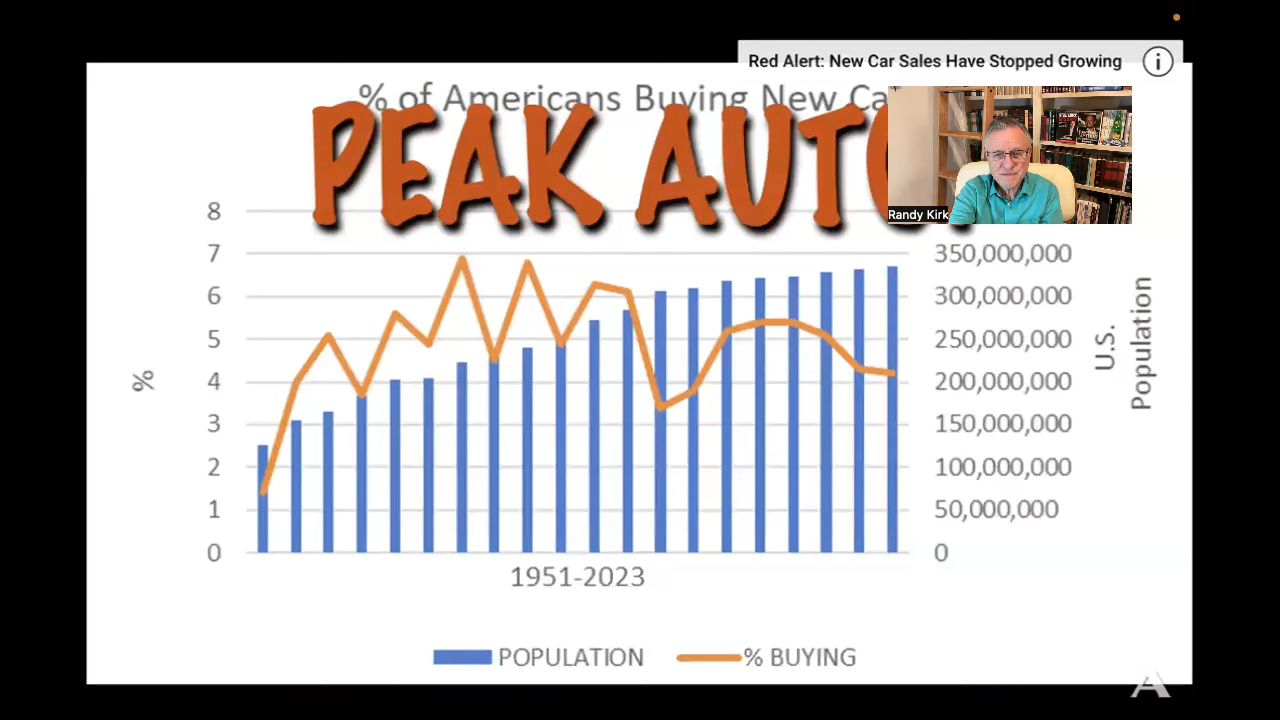 Red Alert: New Car Sales Have Stopped Growing
% of Americans Buying New Ca
PEAK AUTO
Randy Kirk
8
7
6
5
4
3
2
1
0
%
350,000,000
300,000,000
250,000,000
200,000,000
150,000,000
100,000,000
50,000,000
0
U.S.
Population
1951-2023
POPULATION
% BUYING